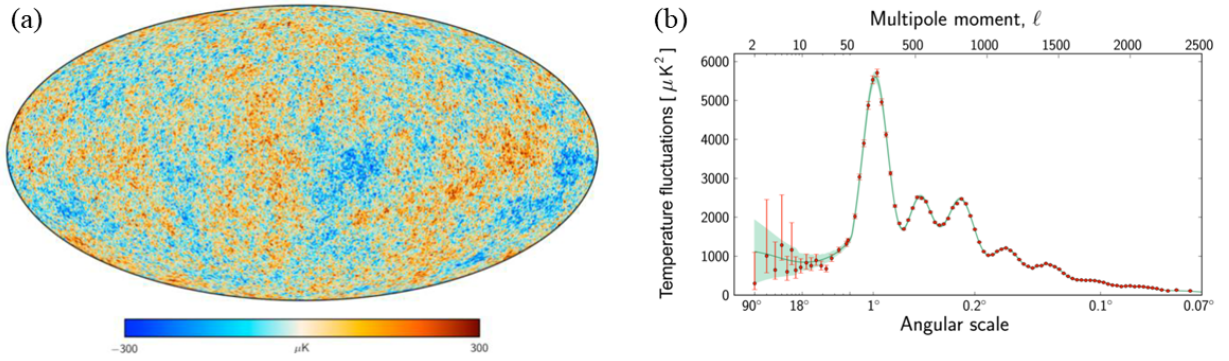 (a)
−300 μK 300
(b)
Multipole moment, ℓ
2 10 50 500 1000 1500 2000 2500
Temperature fluctuations [ μ K² ]
6000
5000
4000
3000
2000
1000
0
90° 18° 1° 0.2° 0.1° 0.07°
Angular scale